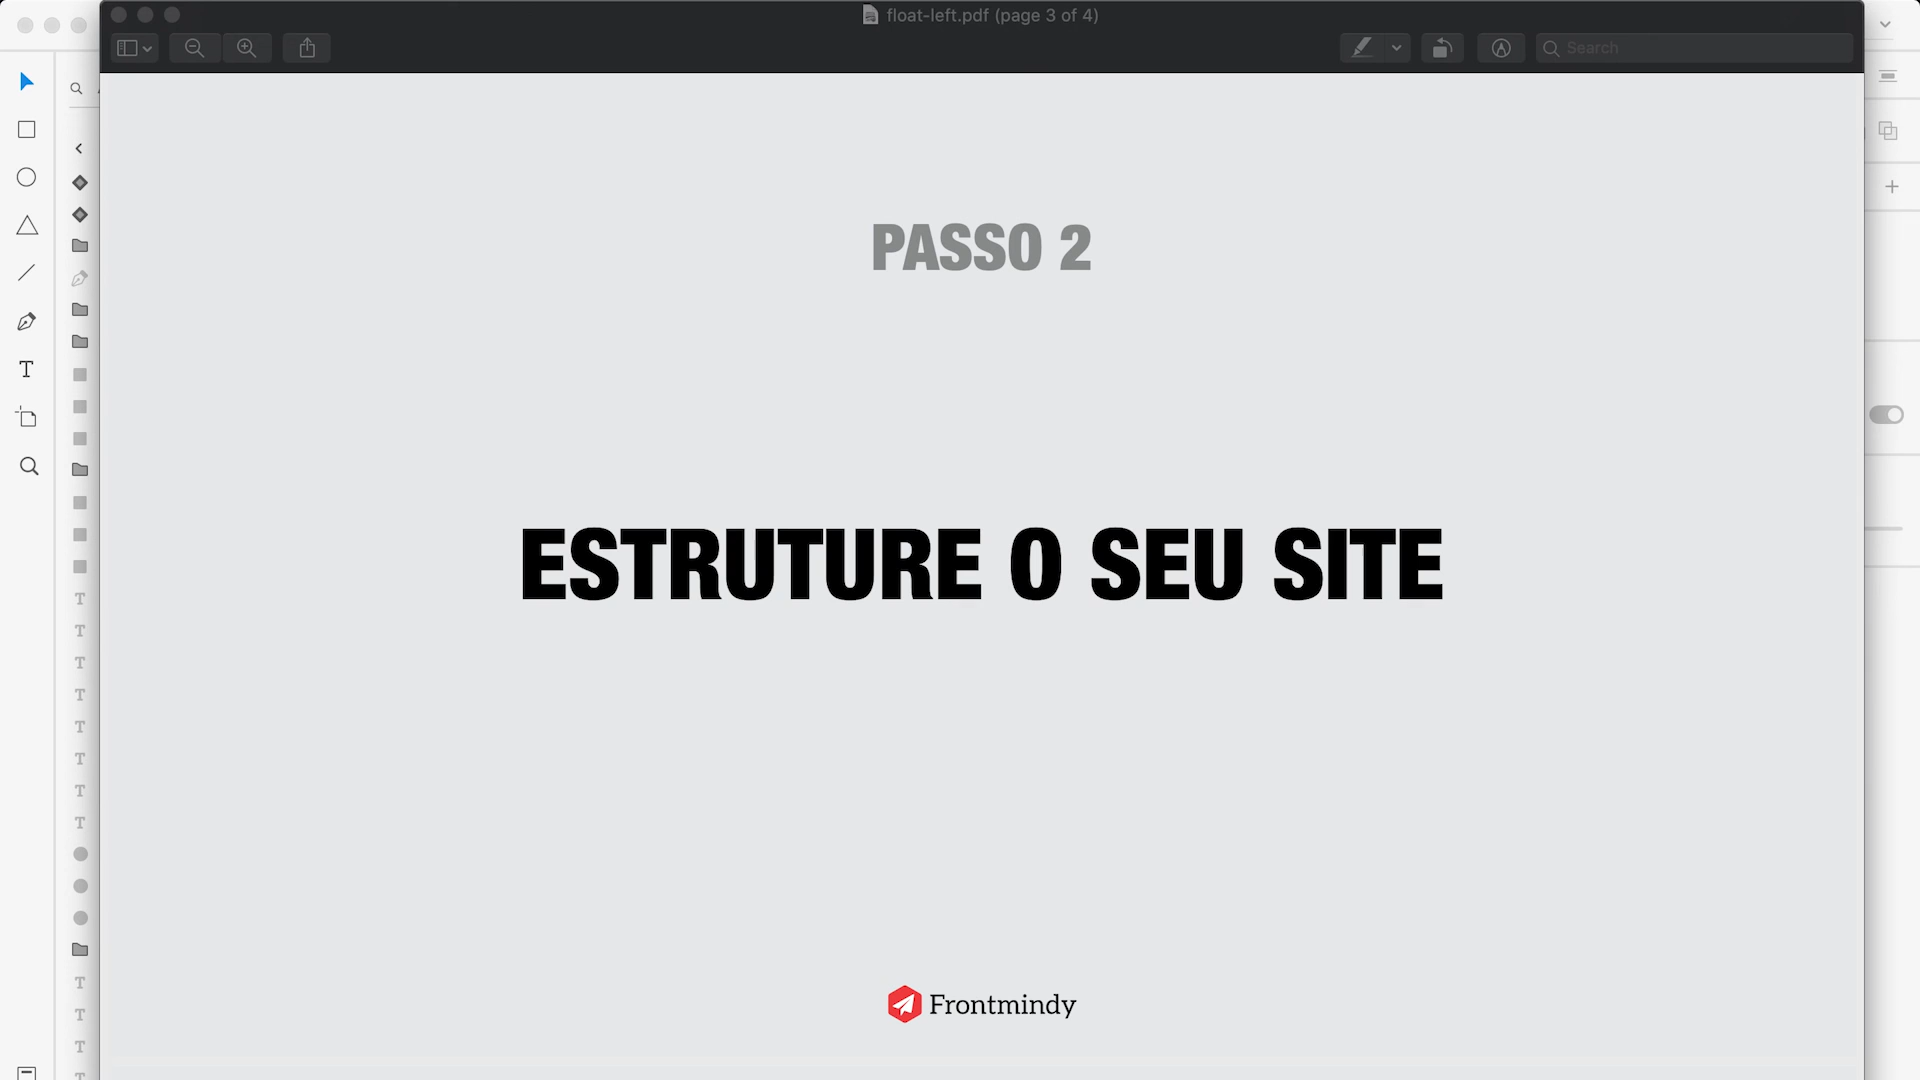 float-left.pdf (page 3 of 4)
Search
PASSO 2
ESTRUTURE O SEU SITE
Frontmindy